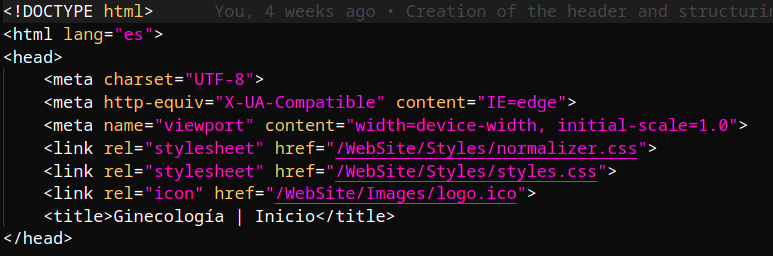 <!DOCTYPE html>      You, 4 weeks ago • Creation of the header and structurin
<html lang="es">
<head>
    <meta charset="UTF-8">
    <meta http-equiv="X-UA-Compatible" content="IE=edge">
    <meta name="viewport" content="width=device-width, initial-scale=1.0">
    <link rel="stylesheet" href="/WebSite/Styles/normalizer.css">
    <link rel="stylesheet" href="/WebSite/Styles/styles.css">
    <link rel="icon" href="/WebSite/Images/logo.ico">
    <title>Ginecología | Inicio</title>
</head>